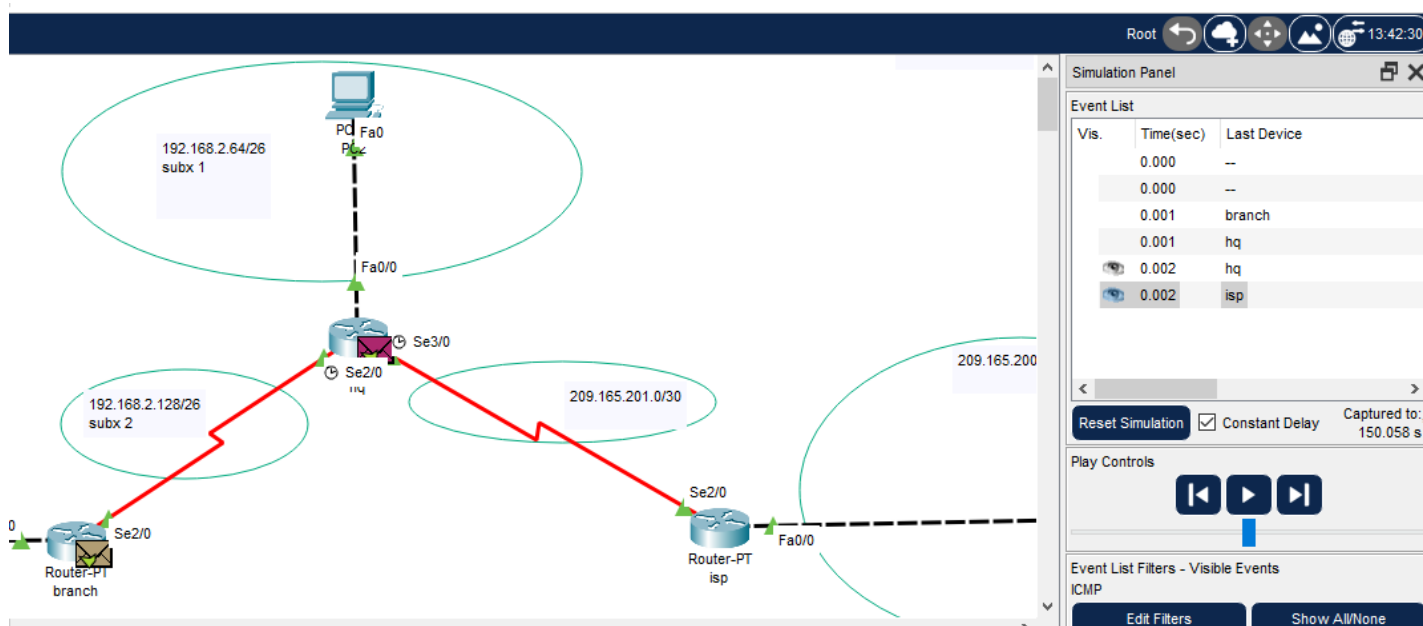 Root 13:42:30
Simulation Panel
Event List
Vis. Time(sec) Last Device
0.000 --
0.000 --
0.001 branch
0.001 hq
0.002 hq
0.002 isp
Reset Simulation Constant Delay Captured to:
150.058 s
Play Controls
Event List Filters - Visible Events
ICMP
Edit Filters Show All/None
Fa0
PC2
192.168.2.64/26
subx 1
Fa0/0
Se3/0
Se2/0
hq
192.168.2.128/26
subx 2
209.165.201.0/30
209.165.200
Se2/0
Router-PT
branch
Se2/0
Fa0/0
Router-PT
isp
0